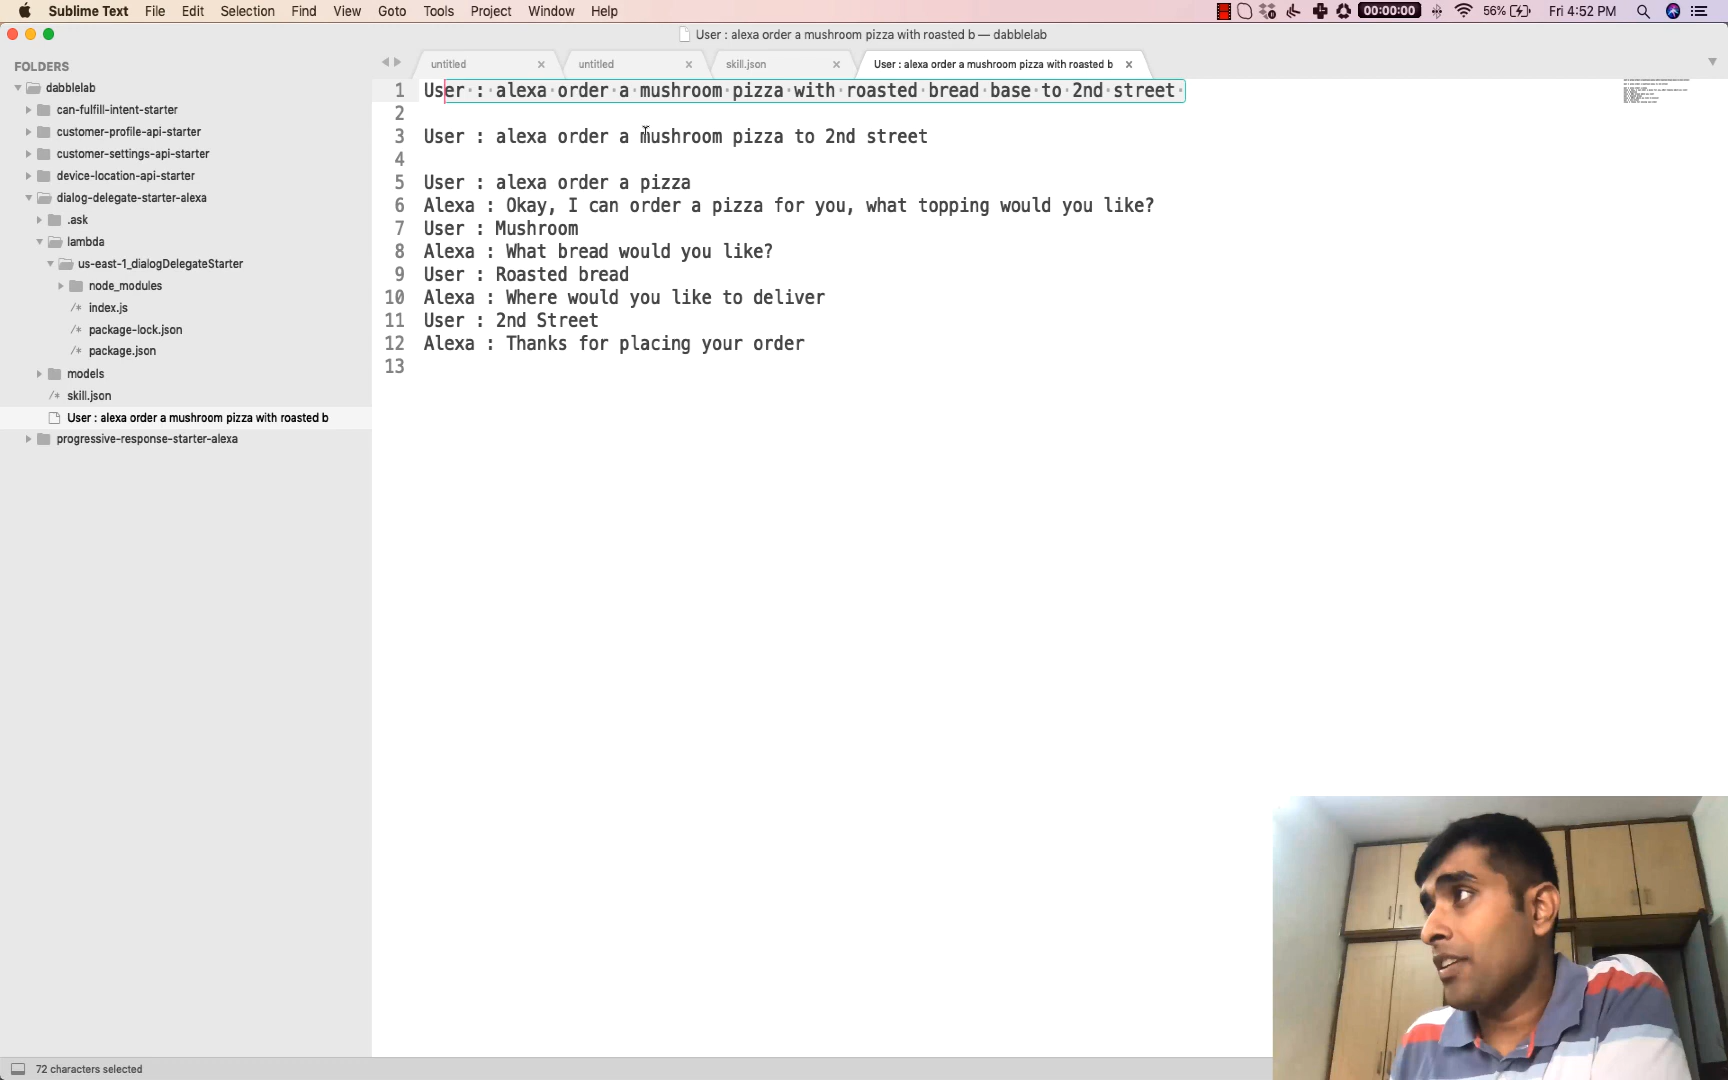 Sublime Text File Edit Selection Find View Goto Tools Project Window Help 00:00:00 56% Fri 4:52 PM
User : alexa order a mushroom pizza with roasted b — dabblelab
FOLDERS
dabblelab
can-fulfill-intent-starter
customer-profile-api-starter
customer-settings-api-starter
device-location-api-starter
dialog-delegate-starter-alexa
.ask
lambda
us-east-1_dialogDelegateStarter
node_modules
/* index.js
/* package-lock.json
/* package.json
models
/* skill.json
User : alexa order a mushroom pizza with roasted b
progressive-response-starter-alexa
untitled × untitled × skill.json × User : alexa order a mushroom pizza with roasted b ×
1 User : alexa order a mushroom pizza with roasted bread base to 2nd street
2
3 User : alexa order a mushroom pizza to 2nd street
4
5 User : alexa order a pizza
6 Alexa : Okay, I can order a pizza for you, what topping would you like?
7 User : Mushroom
8 Alexa : What bread would you like?
9 User : Roasted bread
10 Alexa : Where would you like to deliver
11 User : 2nd Street
12 Alexa : Thanks for placing your order
13
72 characters selected